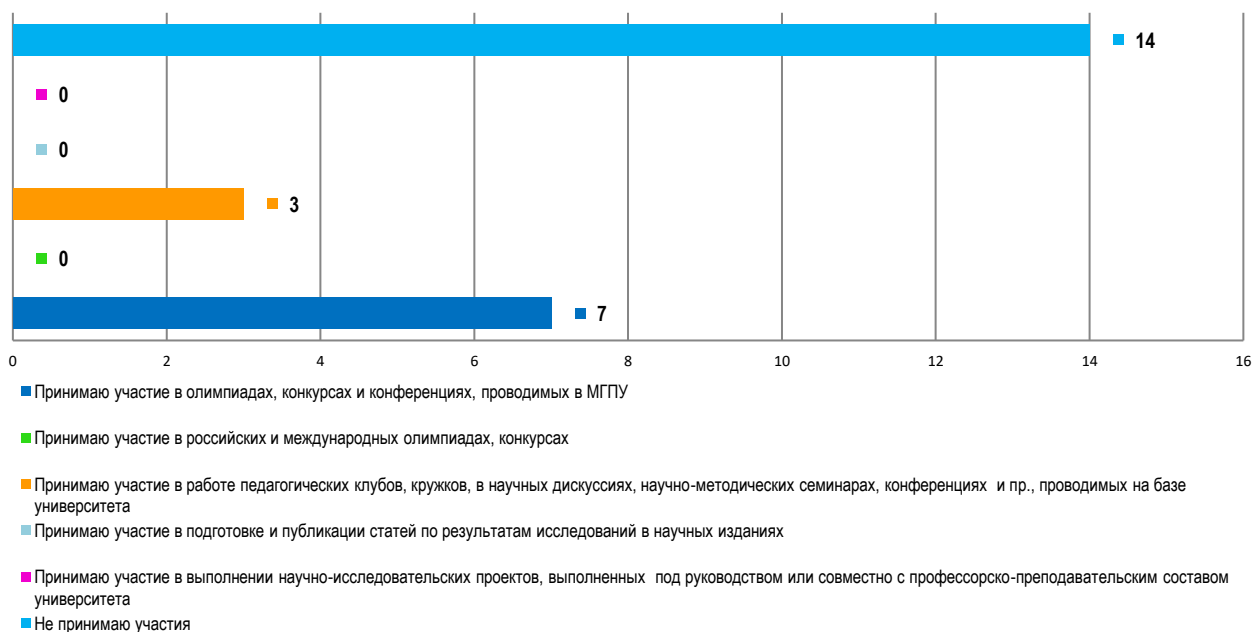 14
0
0
3
0
7
0 2 4 6 8 10 12 14 16
Принимаю участие в олимпиадах, конкурсах и конференциях, проводимых в МГПУ
Принимаю участие в российских и международных олимпиадах, конкурсах
Принимаю участие в работе педагогических клубов, кружков, в научных дискуссиях, научно-методических семинарах, конференциях и пр., проводимых на базе
университета
Принимаю участие в подготовке и публикации статей по результатам исследований в научных изданиях
Принимаю участие в выполнении научно-исследовательских проектов, выполненных под руководством или совместно с профессорско-преподавательским составом
университета
Не принимаю участия